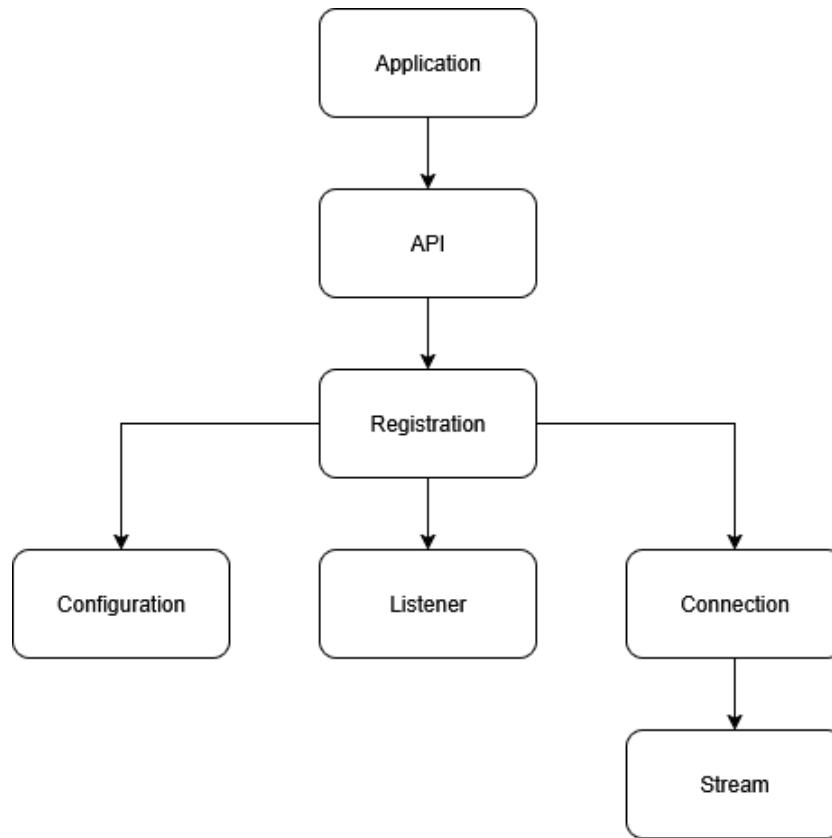 Application
API
Registration
Configuration
Listener
Connection
Stream